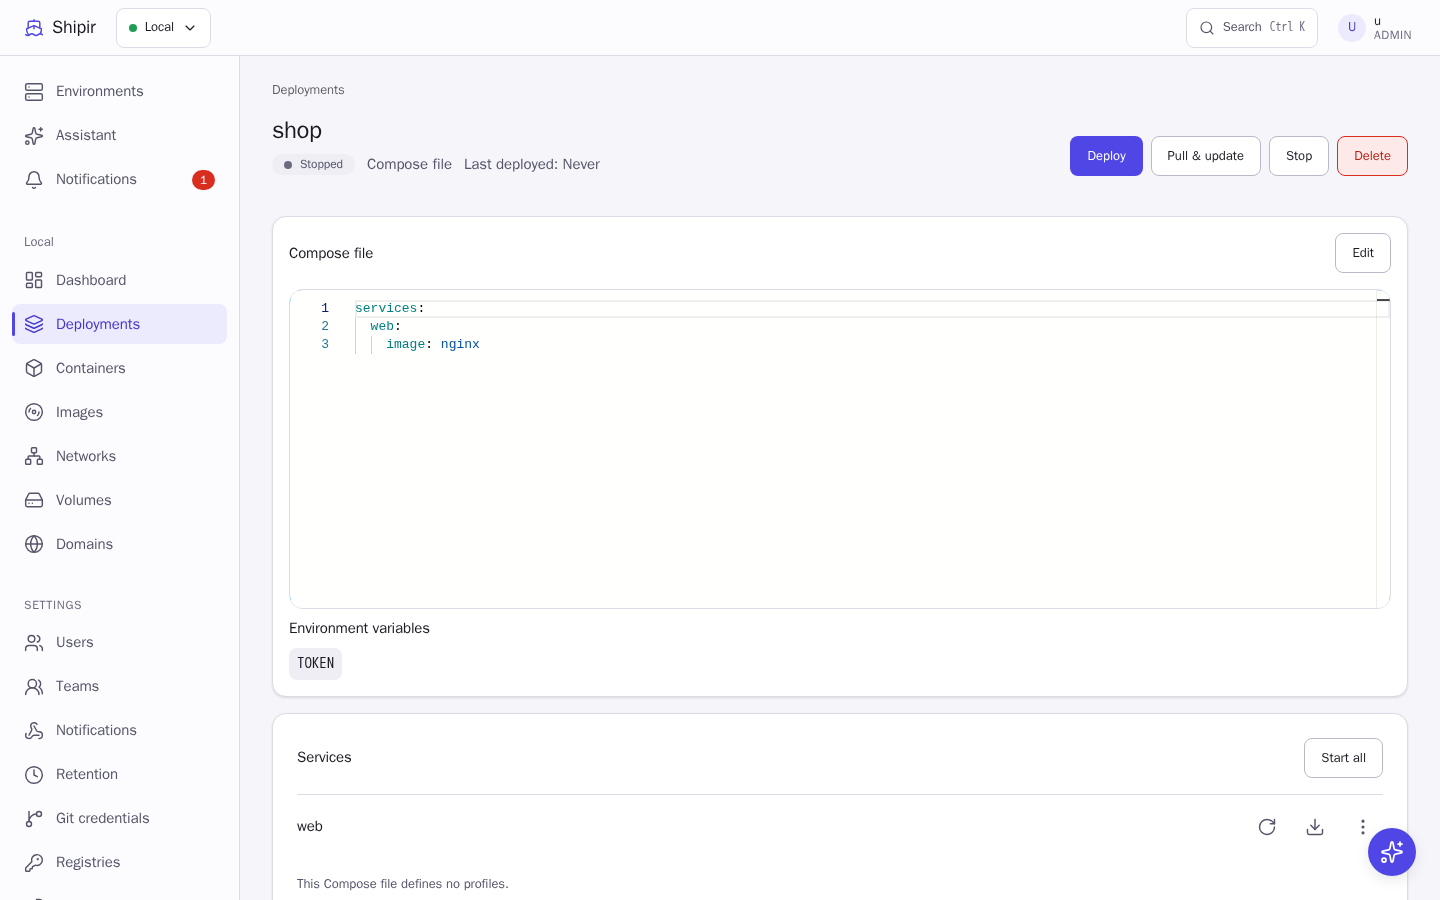 Shipir
Local
Search Ctrl K
U
u
ADMIN
Environments
Assistant
Notifications
1
Local
Dashboard
Deployments
Containers
Images
Networks
Volumes
Domains
SETTINGS
Users
Teams
Notifications
Retention
Git credentials
Registries
Deployments
shop
Stopped Compose file Last deployed: Never
Deploy
Pull & update
Stop
Delete
Compose file
Edit
1 services:
2 web:
3 image: nginx
Environment variables
TOKEN
Services
Start all
web
This Compose file defines no profiles.